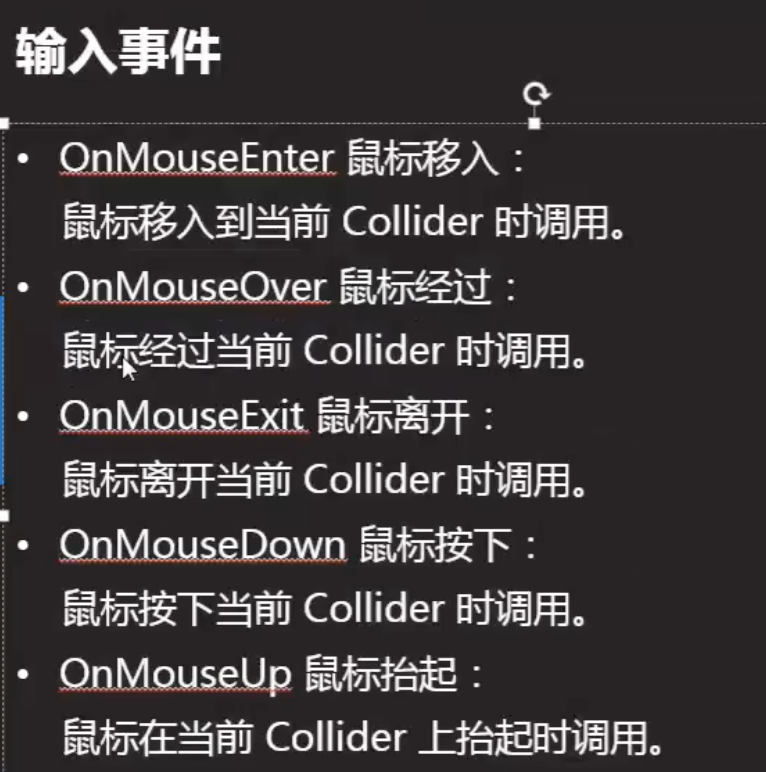 输入事件
• OnMouseEnter 鼠标移入：
鼠标移入到当前 Collider 时调用。
• OnMouseOver 鼠标经过：
鼠标经过当前 Collider 时调用。
• OnMouseExit 鼠标离开：
鼠标离开当前 Collider 时调用。
• OnMouseDown 鼠标按下：
鼠标按下当前 Collider 时调用。
• OnMouseUp 鼠标抬起：
鼠标在当前 Collider 上抬起时调用。